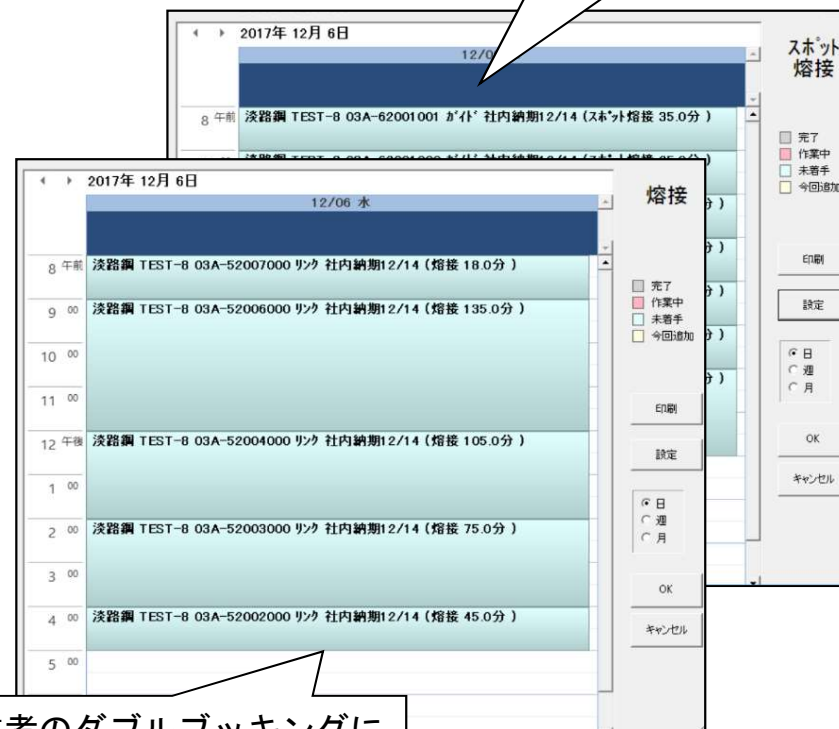 2017年 12月 6日
12/0
スポット
熔接
8 午前 淡路鋼 TEST-8 03A-62001001 ガイド 社内納期12/14 (スポット熔接 35.0分 )
完了
作業中
未着手
今回追加
印刷
設定
日
週
月
OK
キャンセル
2017年 12月 6日
12/06 水
熔接
8 午前 淡路鋼 TEST-8 03A-52007000 リンク 社内納期12/14 (熔接 18.0分 )
9 00 淡路鋼 TEST-8 03A-52006000 リンク 社内納期12/14 (熔接 135.0分 )
10 00
11 00
12 午後 淡路鋼 TEST-8 03A-52004000 リンク 社内納期12/14 (熔接 105.0分 )
1 00
2 00 淡路鋼 TEST-8 03A-52003000 リンク 社内納期12/14 (熔接 75.0分 )
3 00
4 00 淡路鋼 TEST-8 03A-52002000 リンク 社内納期12/14 (熔接 45.0分 )
5 00
完了
作業中
未着手
今回追加
印刷
設定
日
週
月
OK
キャンセル
者のダブルブッキングに